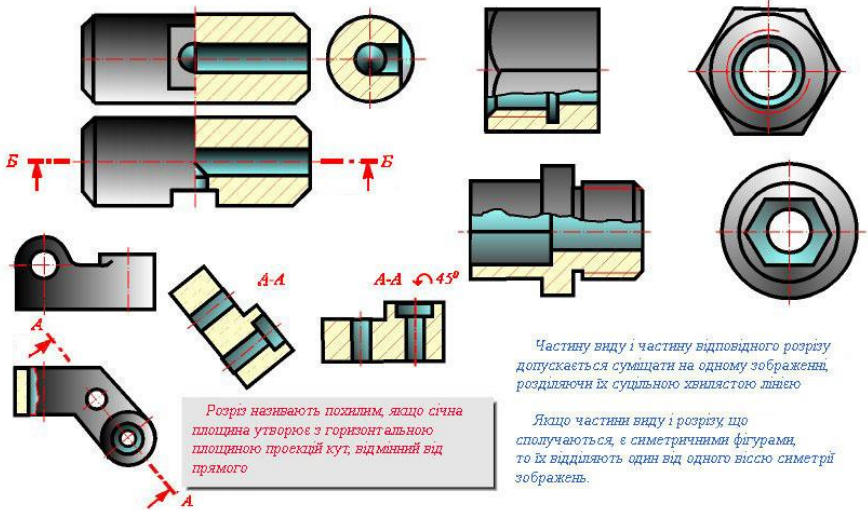 Б
Б
А-А
А-А 45⁰
А
А
Розріз називають похилим, якщо січна
площина утворює з горизонтальною
площиною проекцій кут, відмінний від
прямого
Частину виду і частину відповідного розрізу
допускається суміщати на одному зображенні,
розділяючи їх суцільною хвилястою лінією
Якщо частини виду і розрізу, що
сполучаються, є симетричними фігурами,
то їх відділяють один від одного віссю симетрії
зображень.